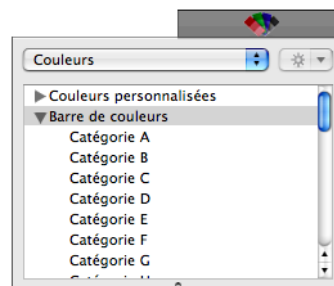 Couleurs
Couleurs personnalisées
Barre de couleurs
Catégorie A
Catégorie B
Catégorie C
Catégorie D
Catégorie E
Catégorie F
Catégorie G